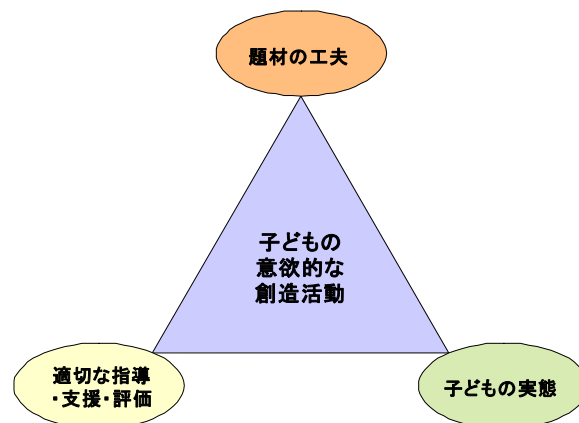 題材の工夫
子どもの
意欲的な
創造活動
適切な指導
・支援・評価
子どもの実態